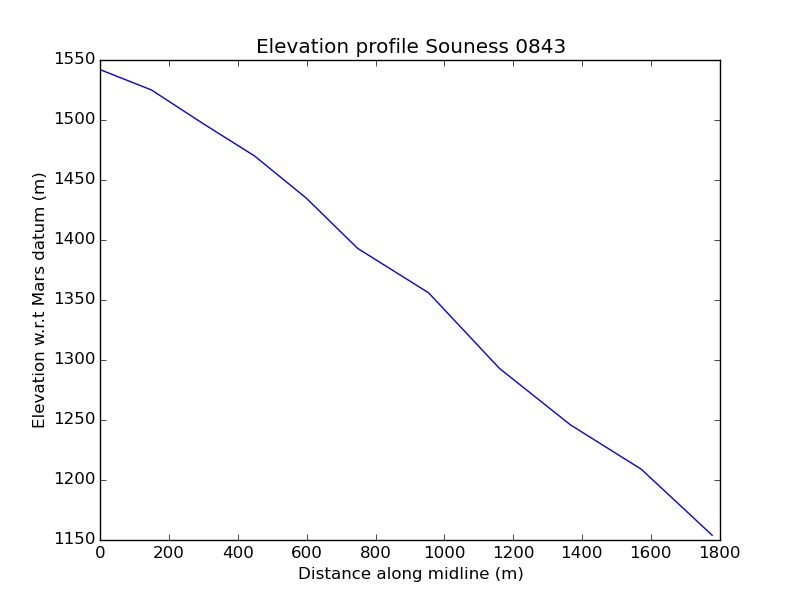 Elevation profile Souness 0843
1550
1500
1450
1400
1350
1300
1250
1200
1150
Elevation w.r.t Mars datum (m)
0 200 400 600 800 1000 1200 1400 1600 1800
Distance along midline (m)